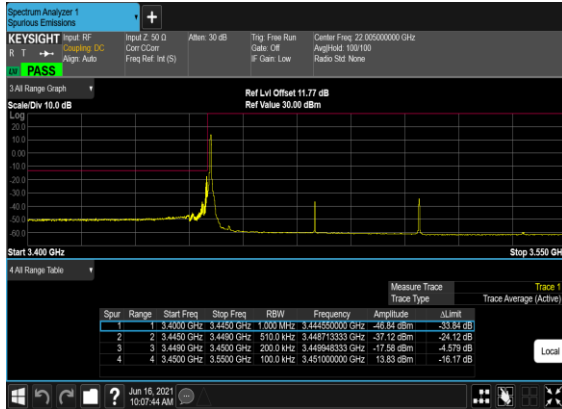 Spectrum Analyzer 1
Spurious Emissions
+
KEYSIGHT Input: RF Input Z: 50 Ω Atten: 30 dB Trig: Free Run Center Freq: 22.005000000 GHz
R T Coupling: DC Corr CCorr Gate: Off Avg|Hold: 100/100
Align: Auto Freq Ref: Int (S) IF Gain: Low Radio Std: None
PASS
3 All Range Graph
Ref Lvl Offset 11.77 dB
Scale/Div 10.0 dB Ref Value 30.00 dBm
Log
20.0
10.0
0.00
-10.0
-20.0
-30.0
-40.0
-50.0
-60.0
Start 3.400 GHz Stop 3.550 GH
4 All Range Table
Measure Trace Trace 1
Trace Type Trace Average (Active)
Spur Range Start Freq Stop Freq RBW Frequency Amplitude ΔLimit
1 1 3.4000 GHz 3.4450 GHz 1.000 MHz 3.444550000 GHz -46.84 dBm -33.84 dB
2 2 3.4450 GHz 3.4490 GHz 510.0 kHz 3.448713333 GHz -37.12 dBm -24.12 dB
3 3 3.4490 GHz 3.4500 GHz 200.0 kHz 3.449948333 GHz -17.58 dBm -4.579 dB
4 4 3.4500 GHz 3.5500 GHz 100.0 kHz 3.451000000 GHz 13.83 dBm -16.17 dB
Local
?
Jun 16, 2021
10:07:44 AM